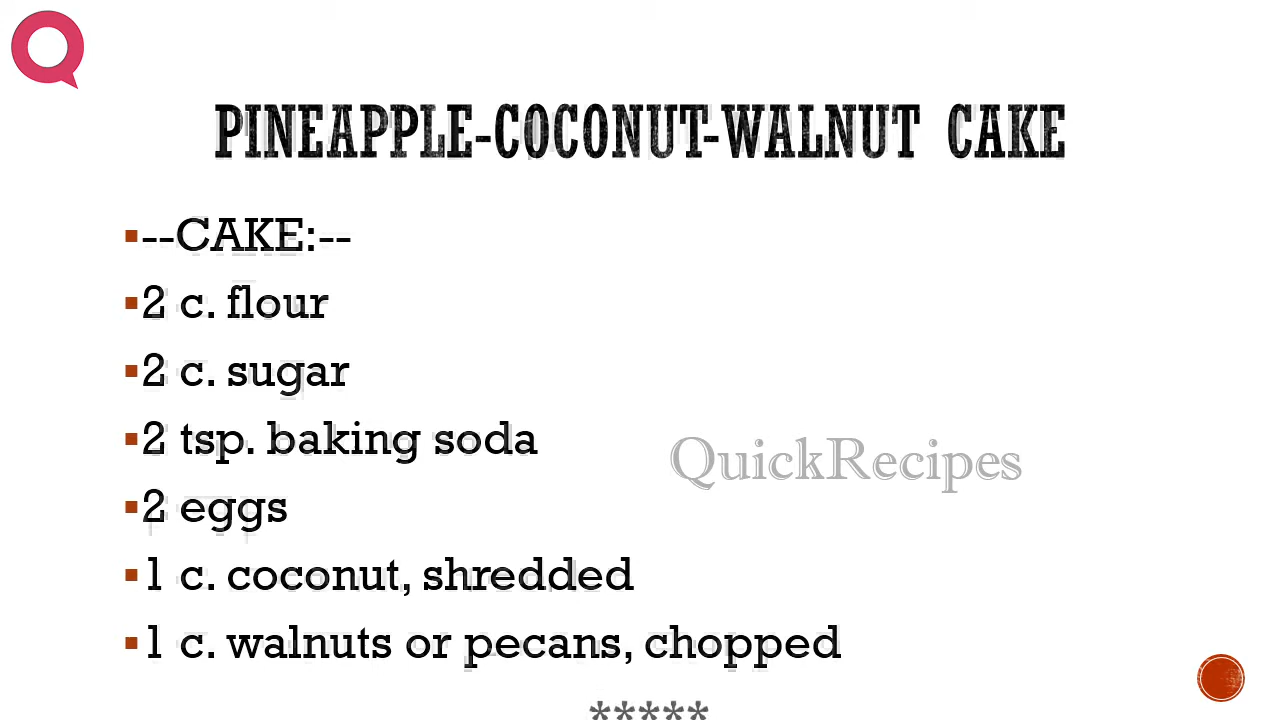 PINEAPPLE-COCONUT-WALNUT CAKE
--CAKE:--
2 c. flour
2 c. sugar
2 tsp. baking soda
2 eggs
1 c. coconut, shredded
1 c. walnuts or pecans, chopped
QuickRecipes
*****